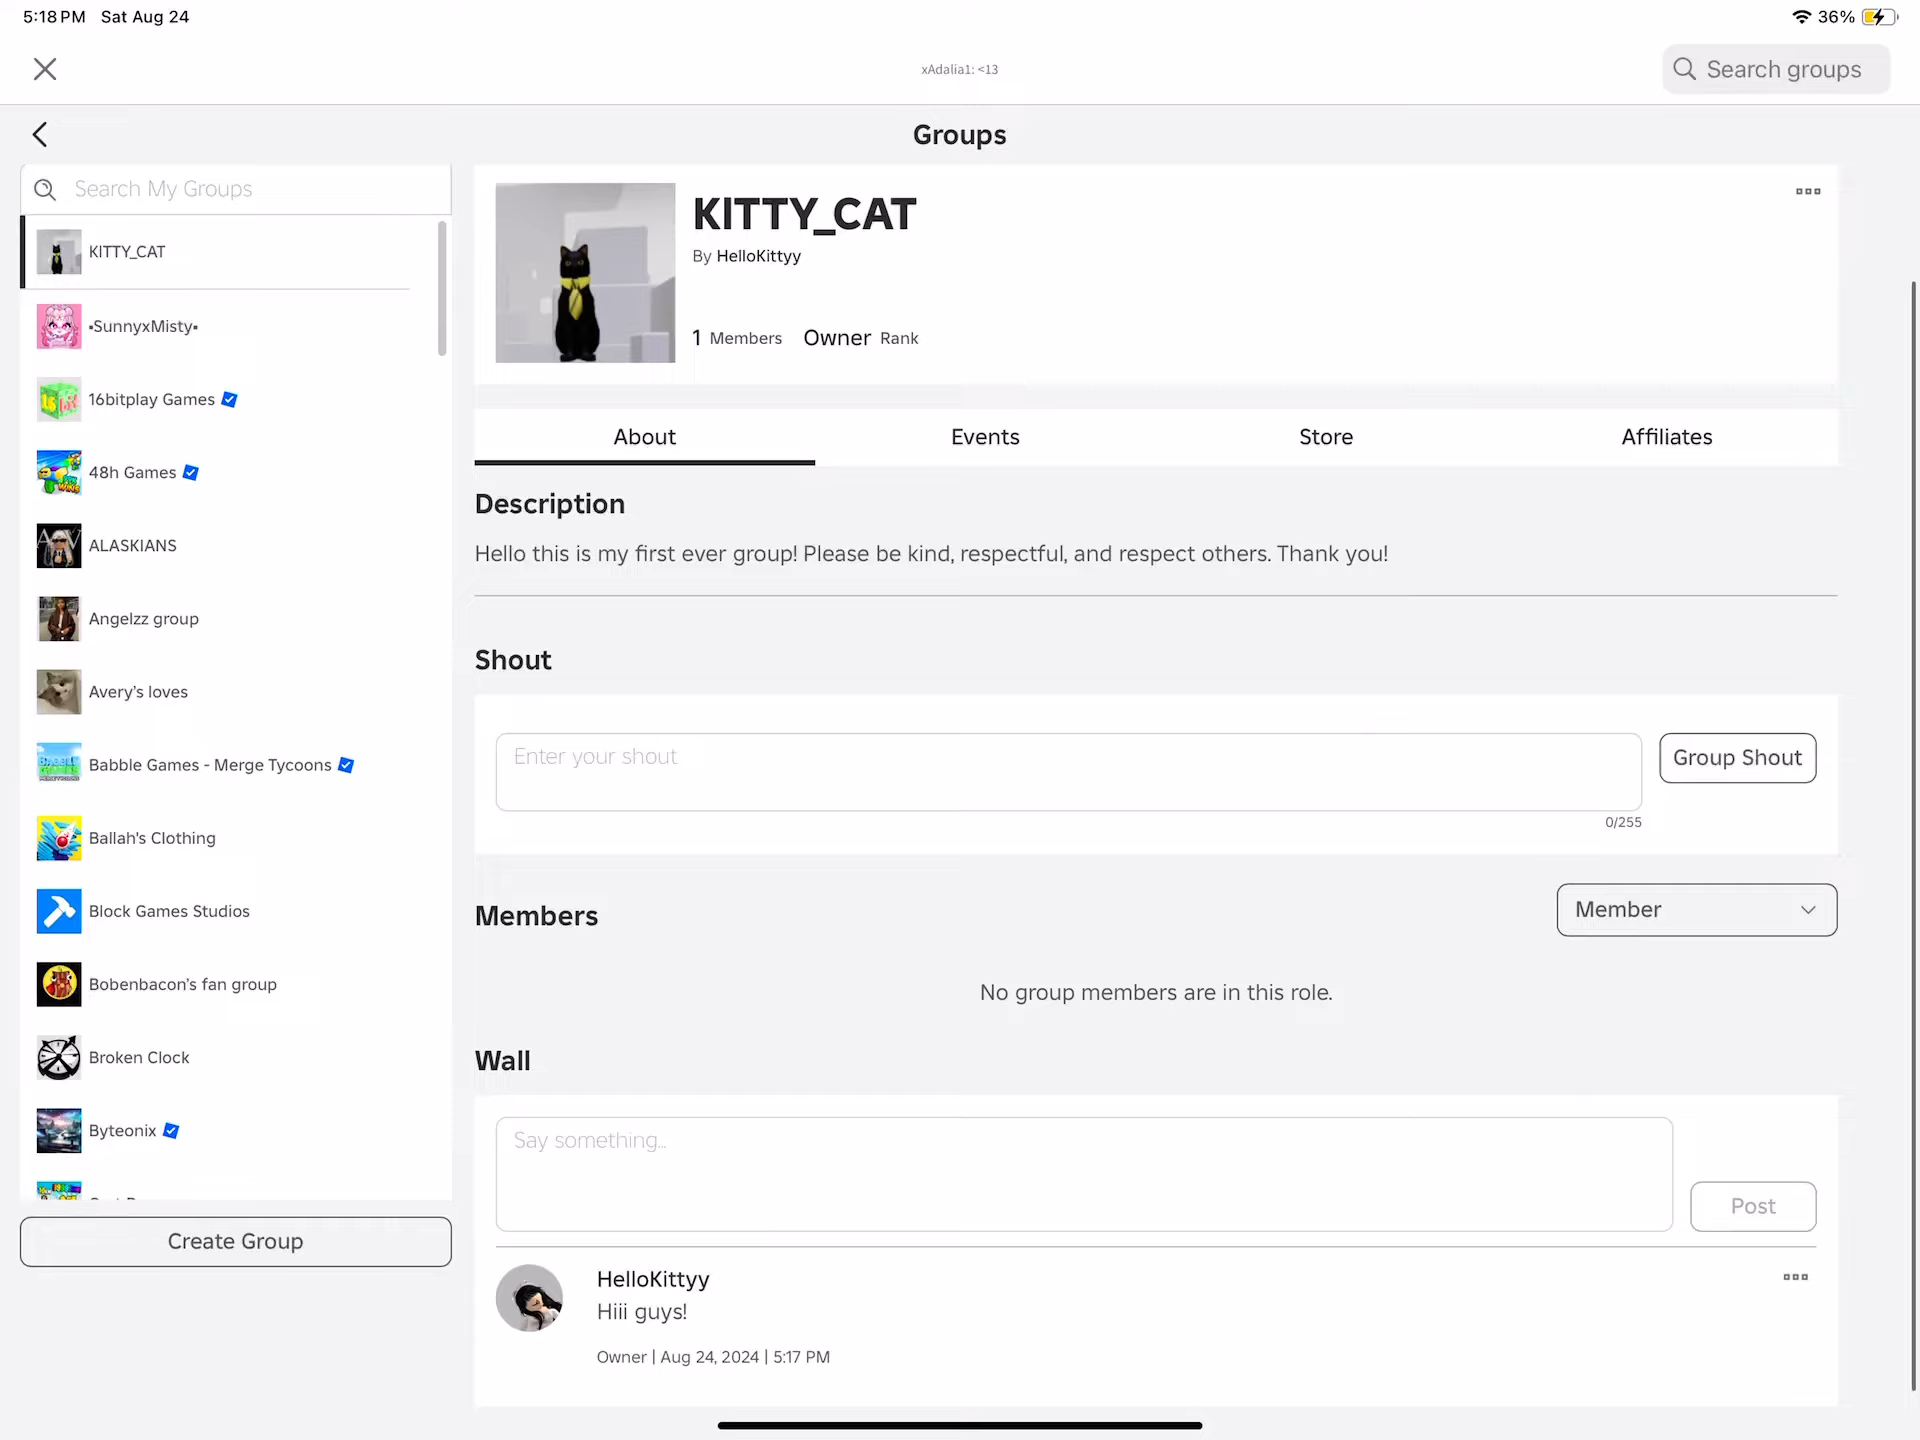 5:18 PM Sat Aug 24
36%
xAdalia1: <13
Search groups
Groups
Search My Groups
KITTY_CAT
▪SunnyxMisty▪
16bitplay Games
48h Games
ALASKIANS
Angelzz group
Avery's loves
Babble Games - Merge Tycoons
Ballah's Clothing
Block Games Studios
Bobenbacon's fan group
Broken Clock
Byteonix
Create Group
KITTY_CAT
By HelloKittyy
1 Members Owner Rank
About
Events
Store
Affiliates
Description
Hello this is my first ever group! Please be kind, respectful, and respect others. Thank you!
Shout
Enter your shout
Group Shout
0/255
Members
Member
No group members are in this role.
Wall
Say something...
Post
HelloKittyy
Hiii guys!
Owner | Aug 24, 2024 | 5:17 PM